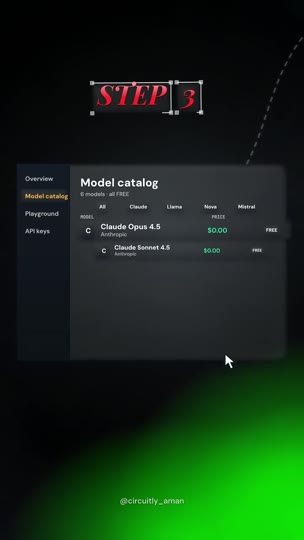 STEP 3
Overview
Model catalog
Playground
API keys
Model catalog
6 models · all FREE
All Claude Llama Nova Mistral
MODEL PRICE
C Claude Opus 4.5 $0.00 FREE
Anthropic
C Claude Sonnet 4.5 $0.00 FREE
Anthropic
@circuitly_aman